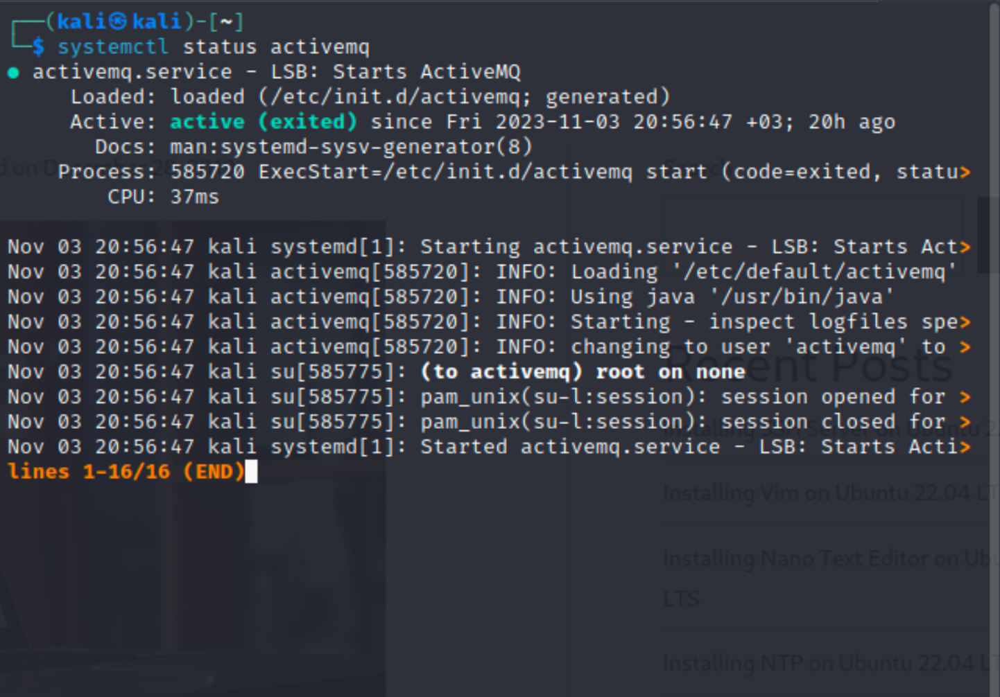 ┌──(kali㉿kali)-[~]
└─$ systemctl status activemq
● activemq.service - LSB: Starts ActiveMQ
     Loaded: loaded (/etc/init.d/activemq; generated)
     Active: active (exited) since Fri 2023-11-03 20:56:47 +03; 20h ago
       Docs: man:systemd-sysv-generator(8)
    Process: 585720 ExecStart=/etc/init.d/activemq start (code=exited, statu>
        CPU: 37ms

Nov 03 20:56:47 kali systemd[1]: Starting activemq.service - LSB: Starts Act>
Nov 03 20:56:47 kali activemq[585720]: INFO: Loading '/etc/default/activemq'
Nov 03 20:56:47 kali activemq[585720]: INFO: Using java '/usr/bin/java'
Nov 03 20:56:47 kali activemq[585720]: INFO: Starting - inspect logfiles spe>
Nov 03 20:56:47 kali activemq[585720]: INFO: changing to user 'activemq' to >
Nov 03 20:56:47 kali su[585775]: (to activemq) root on none
Nov 03 20:56:47 kali su[585775]: pam_unix(su-l:session): session opened for >
Nov 03 20:56:47 kali su[585775]: pam_unix(su-l:session): session closed for >
Nov 03 20:56:47 kali systemd[1]: Started activemq.service - LSB: Starts Acti>
lines 1-16/16 (END)
Recent Posts
Installing SSH Server on Ubuntu 2
Installing Vim on Ubuntu 22.04 LT
Installing Nano Text Editor on Ubu
LTS
Installing NTP on Ubuntu 22.04 LT